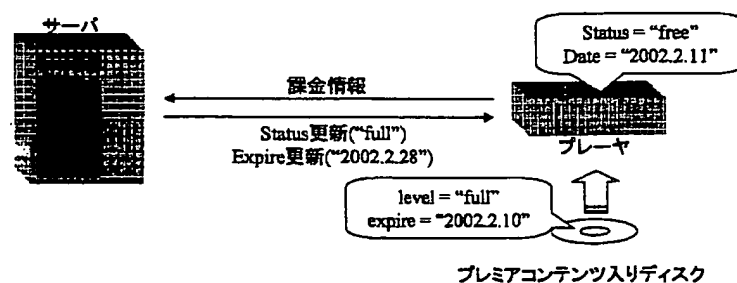 サーバ
Status = “free”
Date = “2002.2.11”
課金情報
Status更新(“full”)
Expire更新(“2002.2.28”)
プレーヤ
level = “full”
expire = “2002.2.10”
プレミアコンテンツ入りディスク